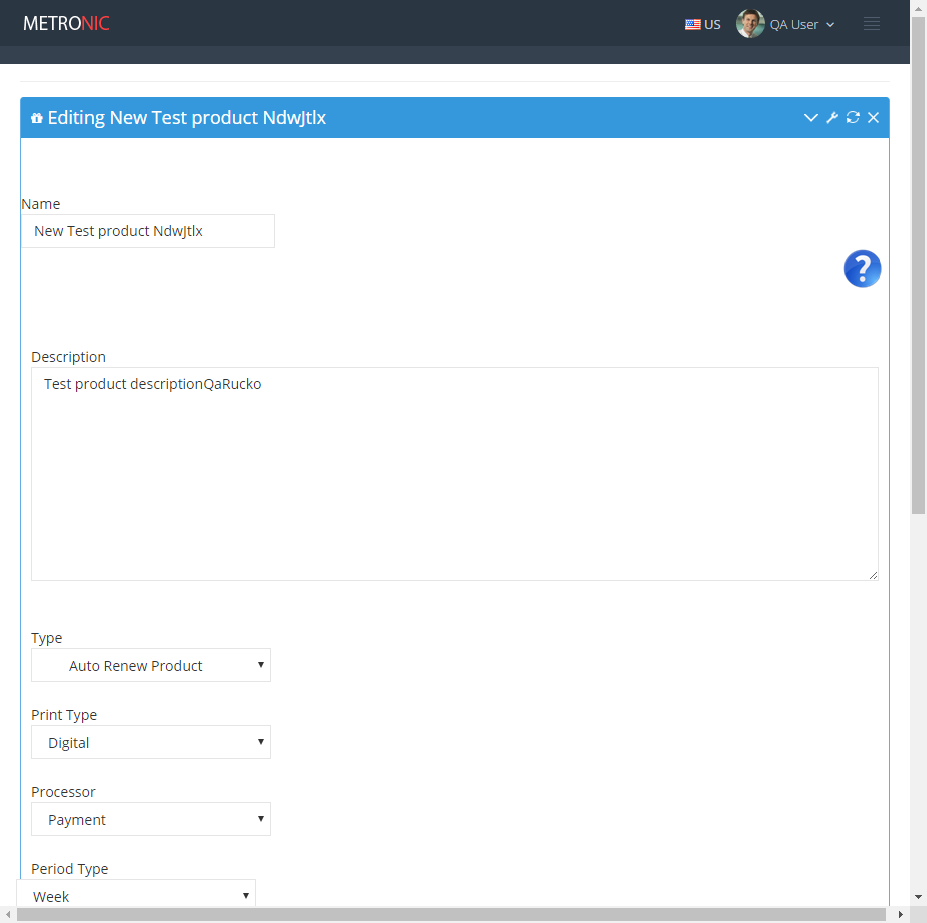 METRONIC
US
QA User
Editing New Test product NdwJtlx
Name
New Test product NdwJtlx
?
Description
Test product descriptionQaRucko
Type
Auto Renew Product
Print Type
Digital
Processor
Payment
Period Type
Week